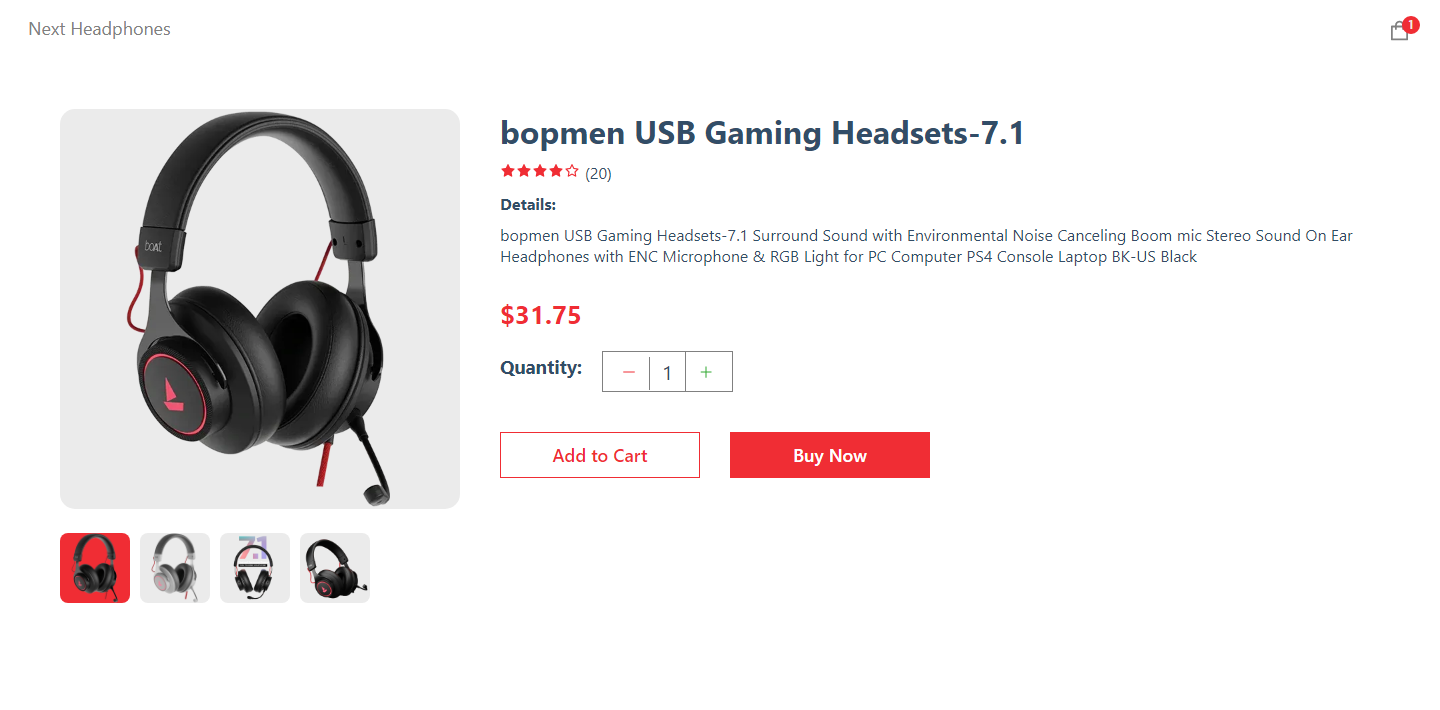 Next Headphones
1
boAt
bopmen USB Gaming Headsets-7.1
(20)
Details:
bopmen USB Gaming Headsets-7.1 Surround Sound with Environmental Noise Canceling Boom mic Stereo Sound On Ear
Headphones with ENC Microphone & RGB Light for PC Computer PS4 Console Laptop BK-US Black
$31.75
Quantity:
− 1 +
Add to Cart
Buy Now
7.1